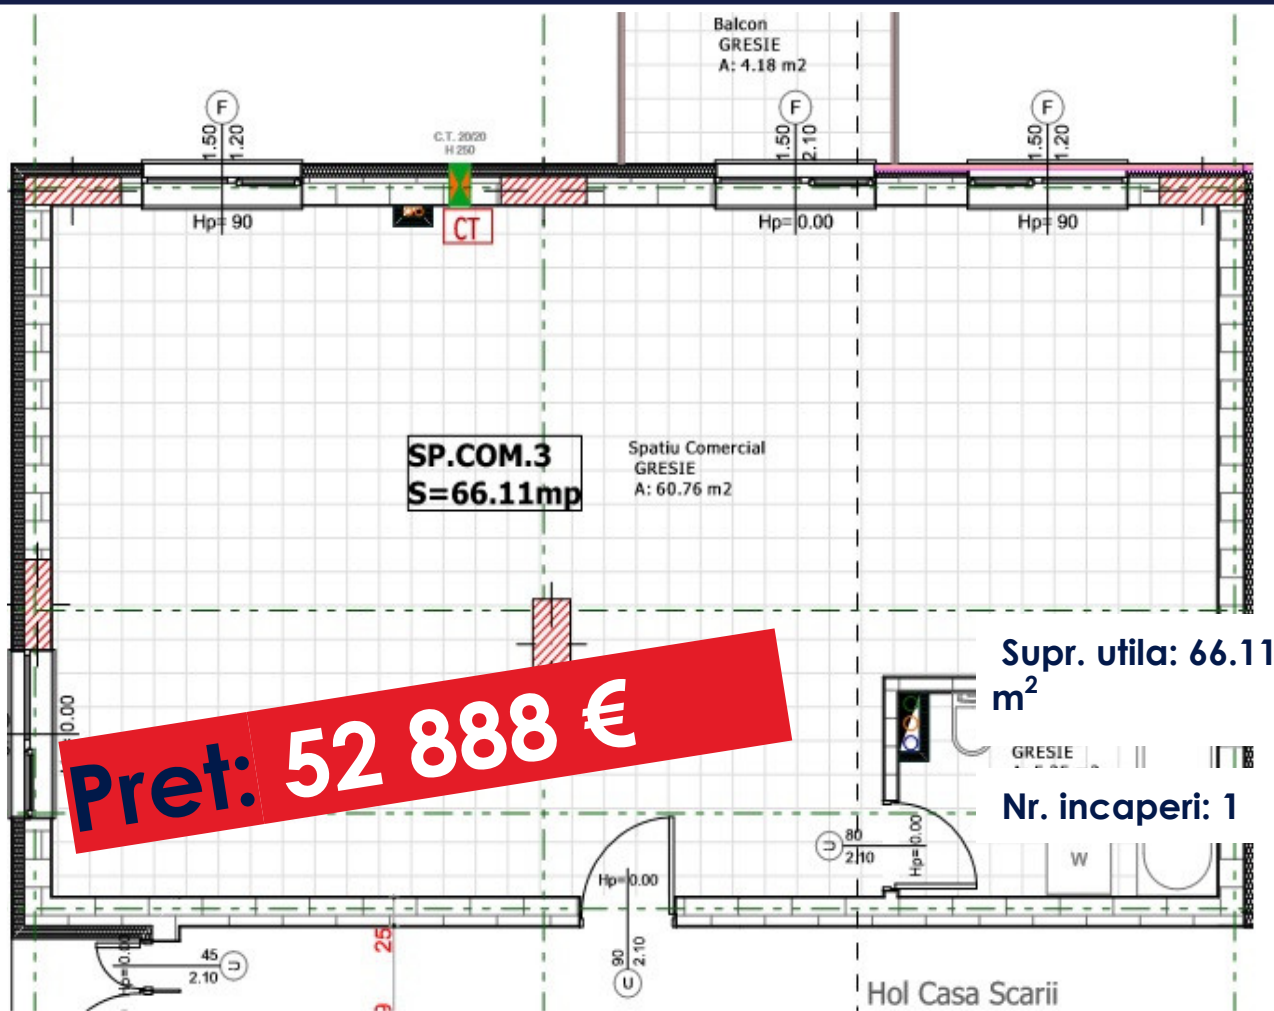 Balcon
GRESIE
A: 4.18 m2
F
1.50
1.20
C.T. 20/20
H 250
F
1.50
2.10
F
1.50
1.20
Hp= 90
CT
Hp=0.00
Hp= 90
SP.COM.3
S=66.11mp
Spatiu Comercial
GRESIE
A: 60.76 m2
Supr. utila: 66.11
m²
0.00
Pret: 52 888 €
GRESIE
Nr. incaperi: 1
U
80
2.10
Hp=0.00
W
Hp=0.00
90
2.10
U
25
45
2.10
U
Hp=0.00
Hol Casa Scarii